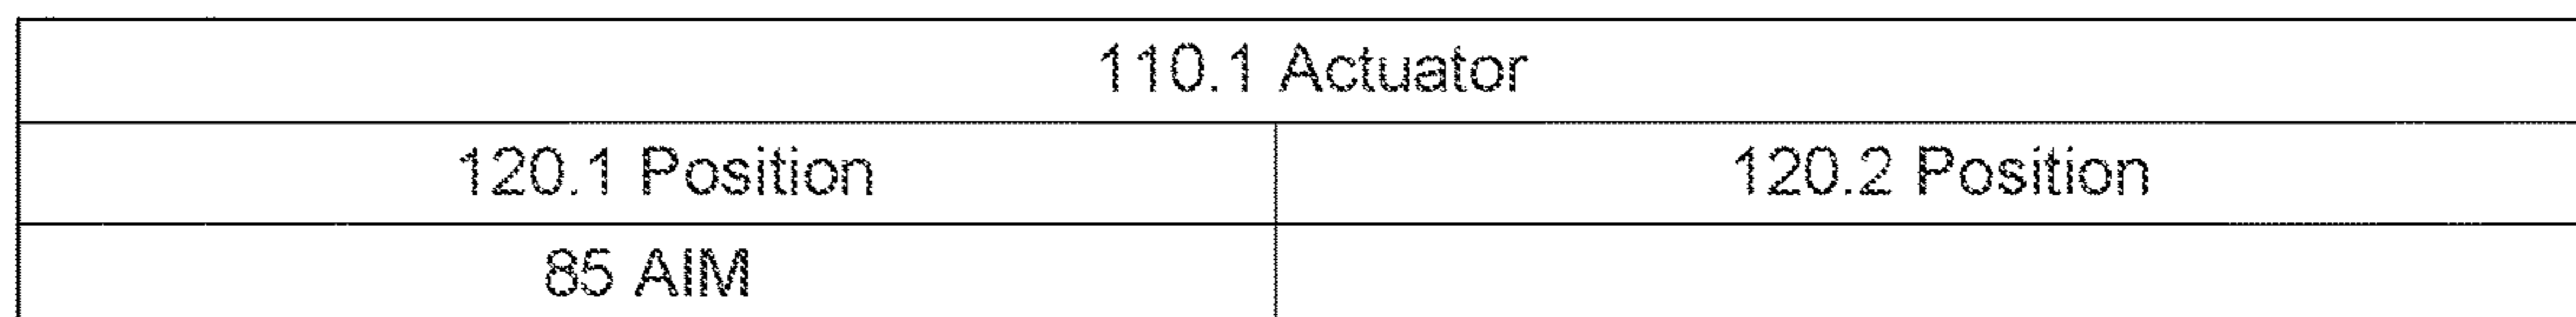 110.1 Actuator
120.1 Position 120.2 Position
85 AIM